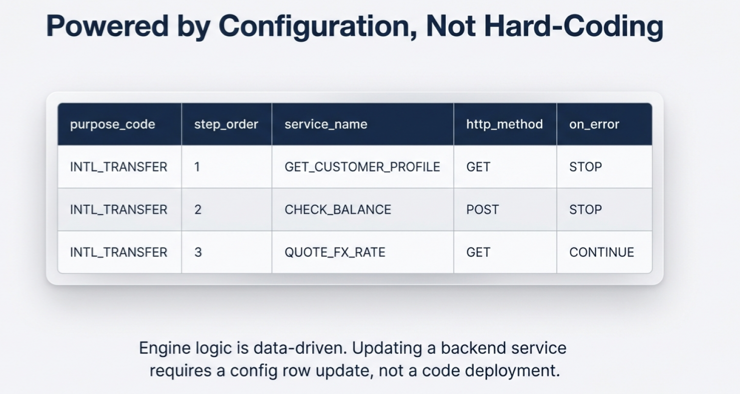 Powered by Configuration, Not Hard-Coding
purpose_code step_order service_name http_method on_error
INTL_TRANSFER 1 GET_CUSTOMER_PROFILE GET STOP
INTL_TRANSFER 2 CHECK_BALANCE POST STOP
INTL_TRANSFER 3 QUOTE_FX_RATE GET CONTINUE
Engine logic is data-driven. Updating a backend service
requires a config row update, not a code deployment.